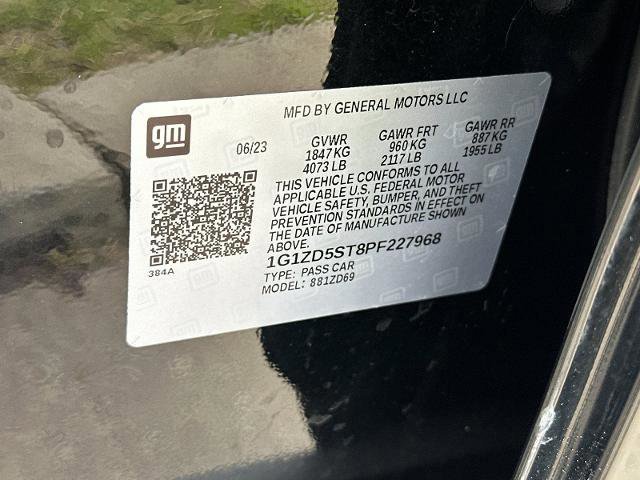 MFD BY GENERAL MOTORS LLC
gm
06/23
GVWR
1847 KG
4073 LB
GAWR FRT
960 KG
2117 LB
GAWR RR
887 KG
1955 LB
THIS VEHICLE CONFORMS TO ALL
APPLICABLE U.S. FEDERAL MOTOR
VEHICLE SAFETY, BUMPER, AND THEFT
PREVENTION STANDARDS IN EFFECT ON
THE DATE OF MANUFACTURE SHOWN
ABOVE.
384A
1G1ZD5ST8PF227968
TYPE: PASS CAR
MODEL: 881ZD69